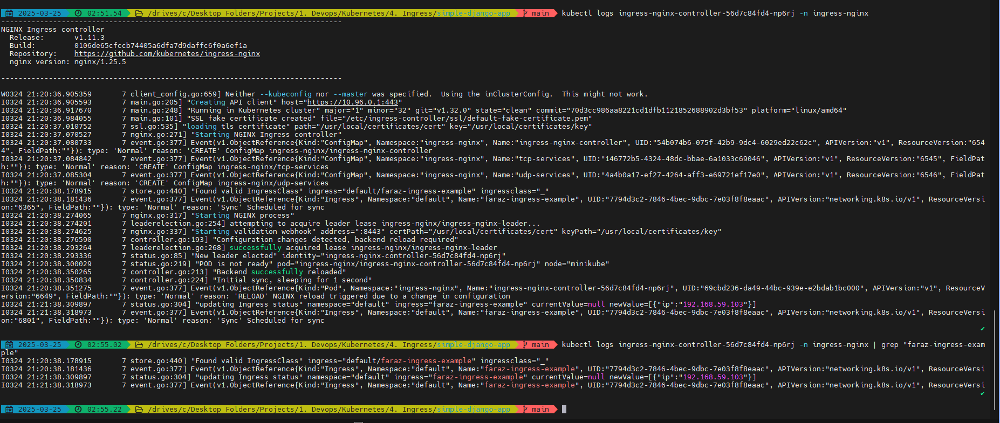 2025-03-25 02:51.54 /drives/c/Desktop Folders/Projects/1. Devops/Kubernetes/4. Ingress/simple-django-app main kubectl logs ingress-nginx-controller-56d7c84fd4-np6rj -n ingress-nginx
-------------------------------------------------------------------------------
NGINX Ingress controller
  Release:       v1.11.3
  Build:         0106de65cfccb74405a6dfa7d9daffc6f0a6ef1a
  Repository:    https://github.com/kubernetes/ingress-nginx
  nginx version: nginx/1.25.5
-------------------------------------------------------------------------------
W0324 21:20:36.905359       7 client_config.go:659] Neither --kubeconfig nor --master was specified.  Using the inClusterConfig.  This might not work.
I0324 21:20:36.905593       7 main.go:205] "Creating API client" host="https://10.96.0.1:443"
I0324 21:20:36.917670       7 main.go:248] "Running in Kubernetes cluster" major="1" minor="32" git="v1.32.0" state="clean" commit="70d3cc986aa8221cd1dfb1121852688902d3bf53" platform="linux/amd64"
I0324 21:20:36.984055       7 main.go:101] "SSL fake certificate created" file="/etc/ingress-controller/ssl/default-fake-certificate.pem"
I0324 21:20:37.010752       7 ssl.go:535] "loading tls certificate" path="/usr/local/certificates/cert" key="/usr/local/certificates/key"
I0324 21:20:37.070527       7 nginx.go:271] "Starting NGINX Ingress controller"
I0324 21:20:37.080733       7 event.go:377] Event(v1.ObjectReference{Kind:"ConfigMap", Namespace:"ingress-nginx", Name:"ingress-nginx-controller", UID:"54b074b6-075f-42b9-9dc4-6029ed22c62c", APIVersion:"v1", ResourceVersion:"654
4", FieldPath:""}): type: 'Normal' reason: 'CREATE' ConfigMap ingress-nginx/ingress-nginx-controller
I0324 21:20:37.084842       7 event.go:377] Event(v1.ObjectReference{Kind:"ConfigMap", Namespace:"ingress-nginx", Name:"tcp-services", UID:"146772b5-4324-48dc-bbae-6a1033c69046", APIVersion:"v1", ResourceVersion:"6545", FieldPat
h:""}): type: 'Normal' reason: 'CREATE' ConfigMap ingress-nginx/tcp-services
I0324 21:20:37.085304       7 event.go:377] Event(v1.ObjectReference{Kind:"ConfigMap", Namespace:"ingress-nginx", Name:"udp-services", UID:"4a4b0a17-ef27-4264-aff3-e69721ef17e0", APIVersion:"v1", ResourceVersion:"6546", FieldPat
h:""}): type: 'Normal' reason: 'CREATE' ConfigMap ingress-nginx/udp-services
I0324 21:20:38.178915       7 store.go:440] "Found valid IngressClass" ingress="default/faraz-ingress-example" ingressclass="_"
I0324 21:20:38.181436       7 event.go:377] Event(v1.ObjectReference{Kind:"Ingress", Namespace:"default", Name:"faraz-ingress-example", UID:"7794d3c2-7846-4bec-9dbc-7e03f8f8eaac", APIVersion:"networking.k8s.io/v1", ResourceVersi
on:"6365", FieldPath:""}): type: 'Normal' reason: 'Sync' Scheduled for sync
I0324 21:20:38.274065       7 nginx.go:317] "Starting NGINX process"
I0324 21:20:38.274201       7 leaderelection.go:254] attempting to acquire leader lease ingress-nginx/ingress-nginx-leader...
I0324 21:20:38.274625       7 nginx.go:337] "Starting validation webhook" address=":8443" certPath="/usr/local/certificates/cert" keyPath="/usr/local/certificates/key"
I0324 21:20:38.276590       7 controller.go:193] "Configuration changes detected, backend reload required"
I0324 21:20:38.293264       7 leaderelection.go:268] successfully acquired lease ingress-nginx/ingress-nginx-leader
I0324 21:20:38.293336       7 status.go:85] "New leader elected" identity="ingress-nginx-controller-56d7c84fd4-np6rj"
I0324 21:20:38.300029       7 status.go:219] "POD is not ready" pod="ingress-nginx/ingress-nginx-controller-56d7c84fd4-np6rj" node="minikube"
I0324 21:20:38.350265       7 controller.go:213] "Backend successfully reloaded"
I0324 21:20:38.350834       7 controller.go:224] "Initial sync, sleeping for 1 second"
I0324 21:20:38.351275       7 event.go:377] Event(v1.ObjectReference{Kind:"Pod", Namespace:"ingress-nginx", Name:"ingress-nginx-controller-56d7c84fd4-np6rj", UID:"69cbd236-da49-44bc-939e-e2bdab1bc000", APIVersion:"v1", ResourceV
ersion:"6649", FieldPath:""}): type: 'Normal' reason: 'RELOAD' NGINX reload triggered due to a change in configuration
I0324 21:21:38.309897       7 status.go:304] "updating Ingress status" namespace="default" ingress="faraz-ingress-example" currentValue=null newValue=[{"ip":"192.168.59.103"}]
I0324 21:21:38.318973       7 event.go:377] Event(v1.ObjectReference{Kind:"Ingress", Namespace:"default", Name:"faraz-ingress-example", UID:"7794d3c2-7846-4bec-9dbc-7e03f8f8eaac", APIVersion:"networking.k8s.io/v1", ResourceVersi
on:"6801", FieldPath:""}): type: 'Normal' reason: 'Sync' Scheduled for sync
✔
2025-03-25 02:55.02 /drives/c/Desktop Folders/Projects/1. Devops/Kubernetes/4. Ingress/simple-django-app main kubectl logs ingress-nginx-controller-56d7c84fd4-np6rj -n ingress-nginx | grep "faraz-ingress-exam
ple"
I0324 21:20:38.178915       7 store.go:440] "Found valid IngressClass" ingress="default/faraz-ingress-example" ingressclass="_"
I0324 21:20:38.181436       7 event.go:377] Event(v1.ObjectReference{Kind:"Ingress", Namespace:"default", Name:"faraz-ingress-example", UID:"7794d3c2-7846-4bec-9dbc-7e03f8f8eaac", APIVersion:"networking.k8s.io/v1", ResourceVersi
I0324 21:21:38.309897       7 status.go:304] "updating Ingress status" namespace="default" ingress="faraz-ingress-example" currentValue=null newValue=[{"ip":"192.168.59.103"}]
I0324 21:21:38.318973       7 event.go:377] Event(v1.ObjectReference{Kind:"Ingress", Namespace:"default", Name:"faraz-ingress-example", UID:"7794d3c2-7846-4bec-9dbc-7e03f8f8eaac", APIVersion:"networking.k8s.io/v1", ResourceVersi
✔
2025-03-25 02:55.22 /drives/c/Desktop Folders/Projects/1. Devops/Kubernetes/4. Ingress/simple-django-app main